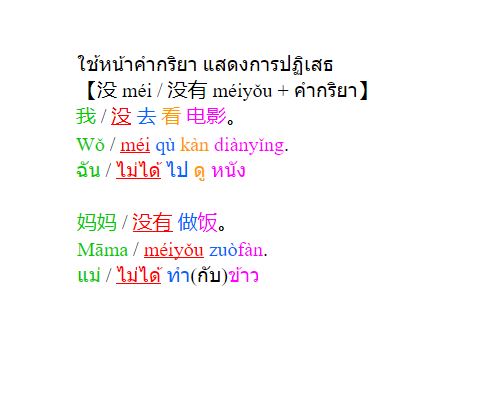 ใช้หน้าคำกริยา แสดงการปฏิเสธ
【没 méi / 没有 méiyǒu + คำกริยา】
我 / 没 去 看 电影。
Wǒ / méi qù kàn diànyǐng.
ฉัน / ไม่ได้ ไป ดู หนัง
妈妈 / 没有 做饭。
Māma / méiyǒu zuòfàn.
แม่ / ไม่ได้ ทำ(กับ)ข้าว